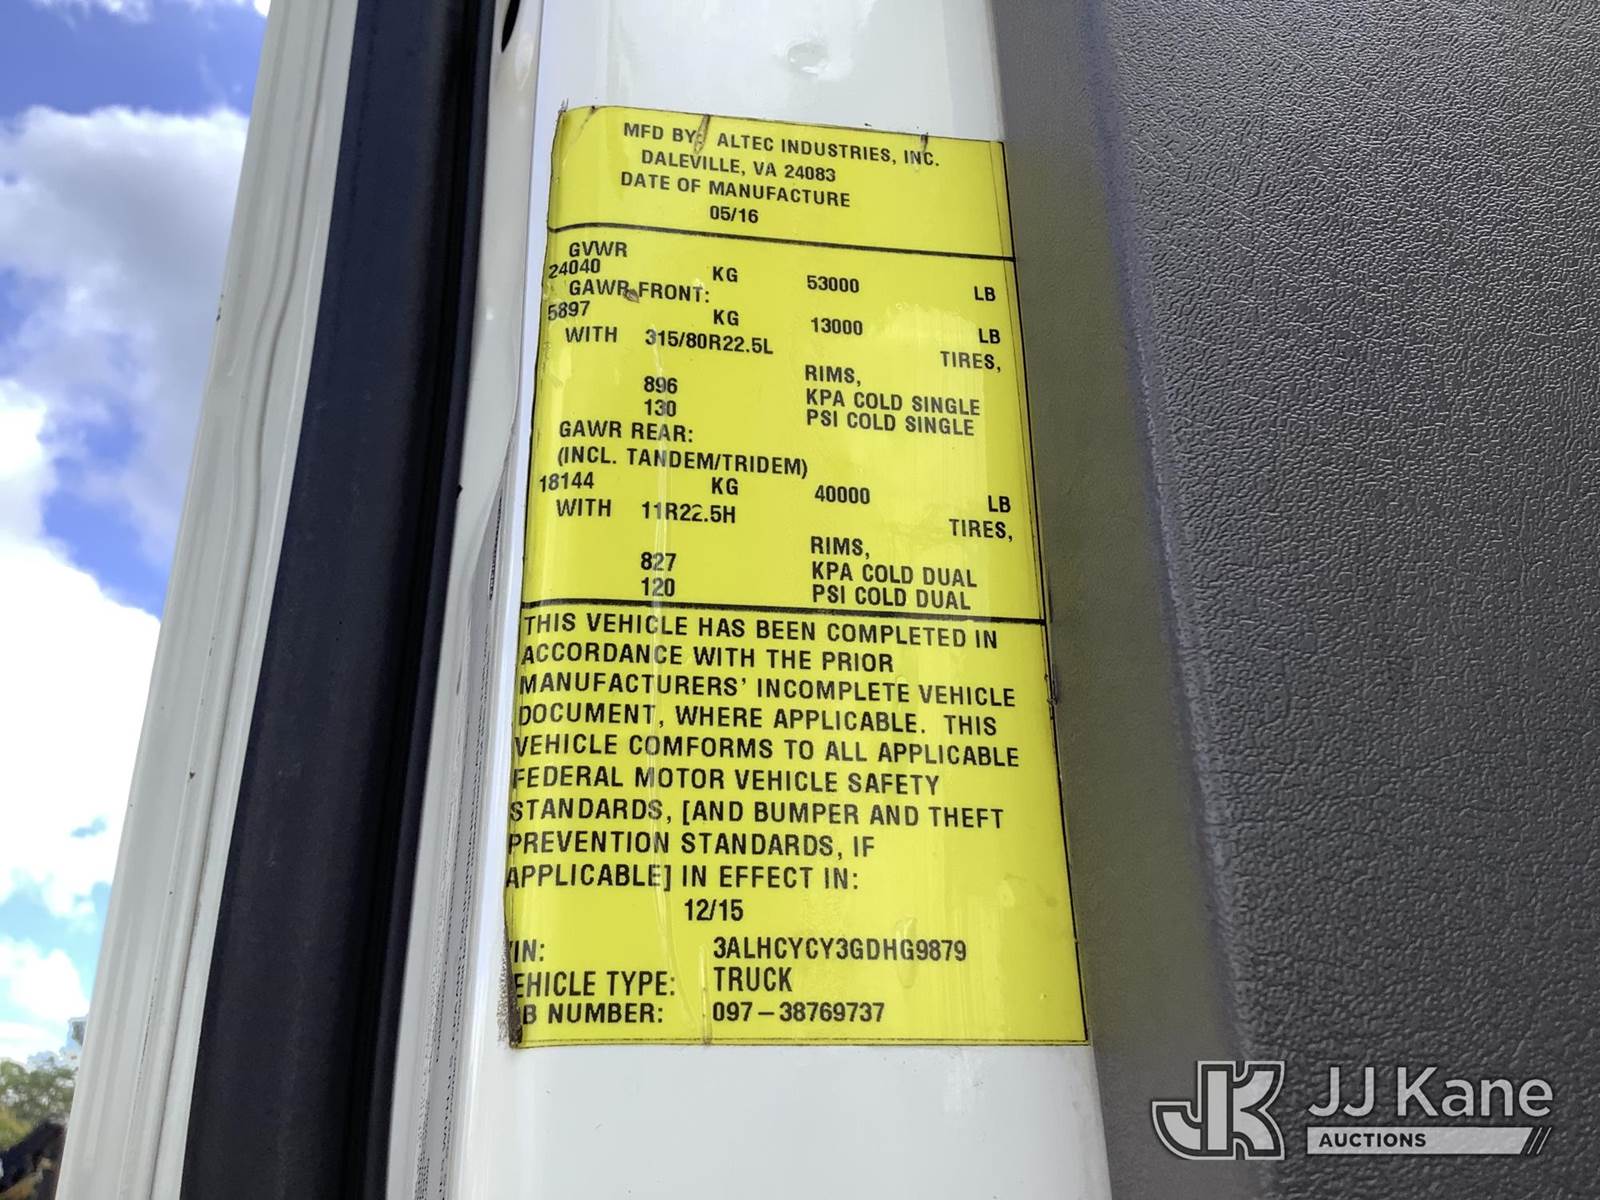 MFD BY: ALTEC INDUSTRIES, INC.
DALEVILLE, VA 24083
DATE OF MANUFACTURE
05/16
GVWR
24040 KG 53000 LB
GAWR FRONT:
5897 KG 13000 LB
WITH 315/80R22.5L TIRES,
RIMS,
896 KPA COLD SINGLE
130 PSI COLD SINGLE
GAWR REAR:
(INCL. TANDEM/TRIDEM)
18144 KG 40000 LB
WITH 11R22.5H TIRES,
RIMS,
827 KPA COLD DUAL
120 PSI COLD DUAL
THIS VEHICLE HAS BEEN COMPLETED IN
ACCORDANCE WITH THE PRIOR
MANUFACTURERS' INCOMPLETE VEHICLE
DOCUMENT, WHERE APPLICABLE. THIS
VEHICLE COMFORMS TO ALL APPLICABLE
FEDERAL MOTOR VEHICLE SAFETY
STANDARDS, [AND BUMPER AND THEFT
PREVENTION STANDARDS, IF
APPLICABLE] IN EFFECT IN:
12/15
VIN: 3ALHCYCY3GDHG9879
EHICLE TYPE: TRUCK
B NUMBER: 097-38769737
JK JJ Kane
AUCTIONS